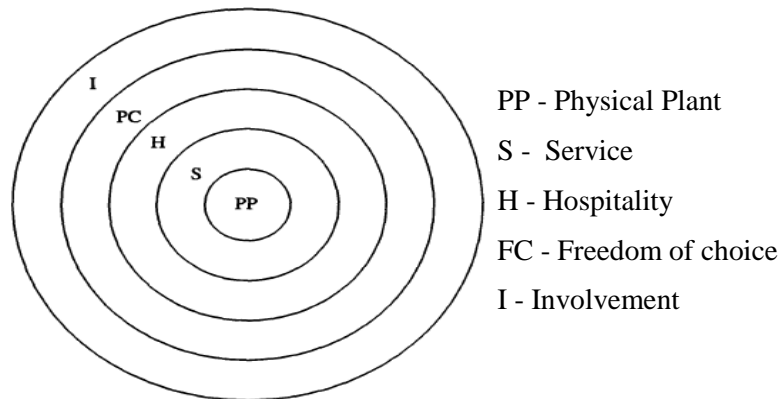 I
PC
H
S
PP
PP - Physical Plant
S - Service
H - Hospitality
FC - Freedom of choice
I - Involvement